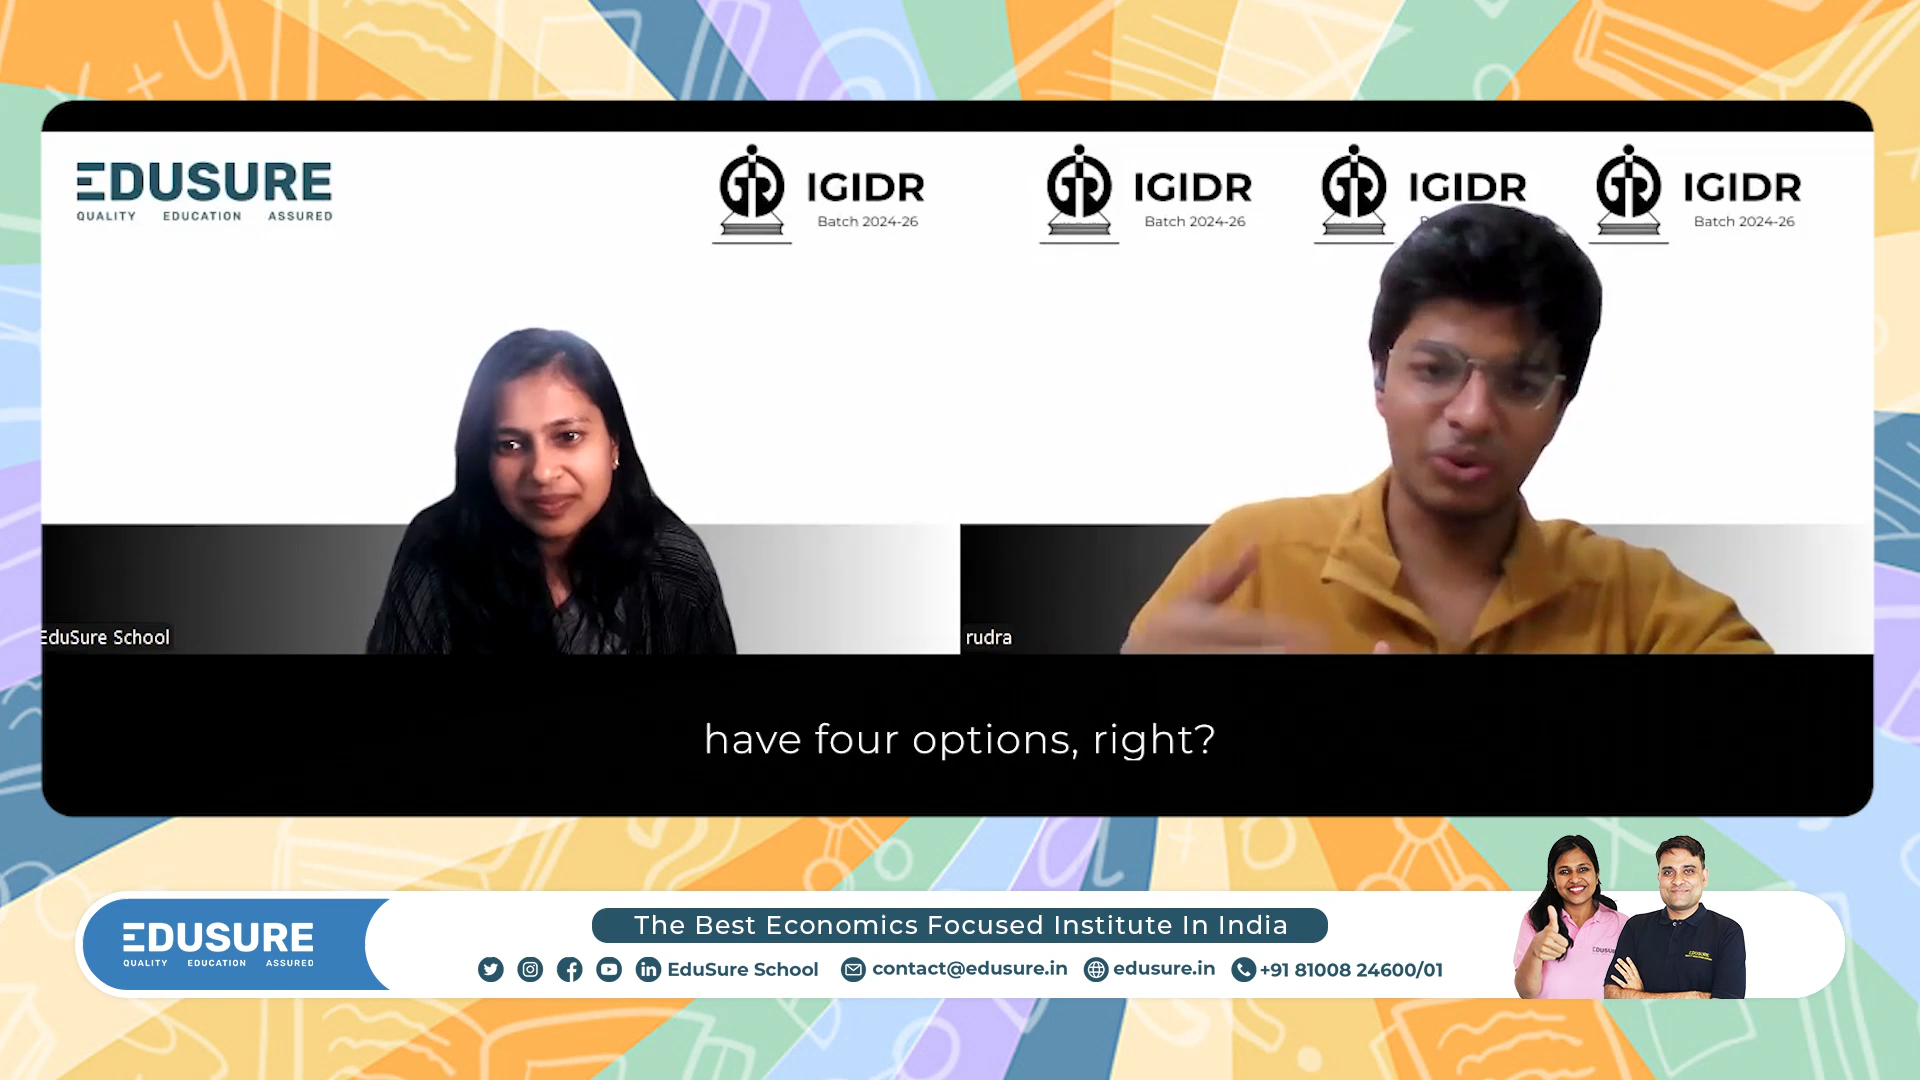 EDUSURE
QUALITY EDUCATION ASSURED
IGIDR
Batch 2024-26
IGIDR
Batch 2024-26
IGIDR
IGIDR
Batch 2024-26
EduSure School
rudra
have four options, right?
EDUSURE
QUALITY EDUCATION ASSURED
The Best Economics Focused Institute In India
EduSure School contact@edusure.in edusure.in +91 81008 24600/01